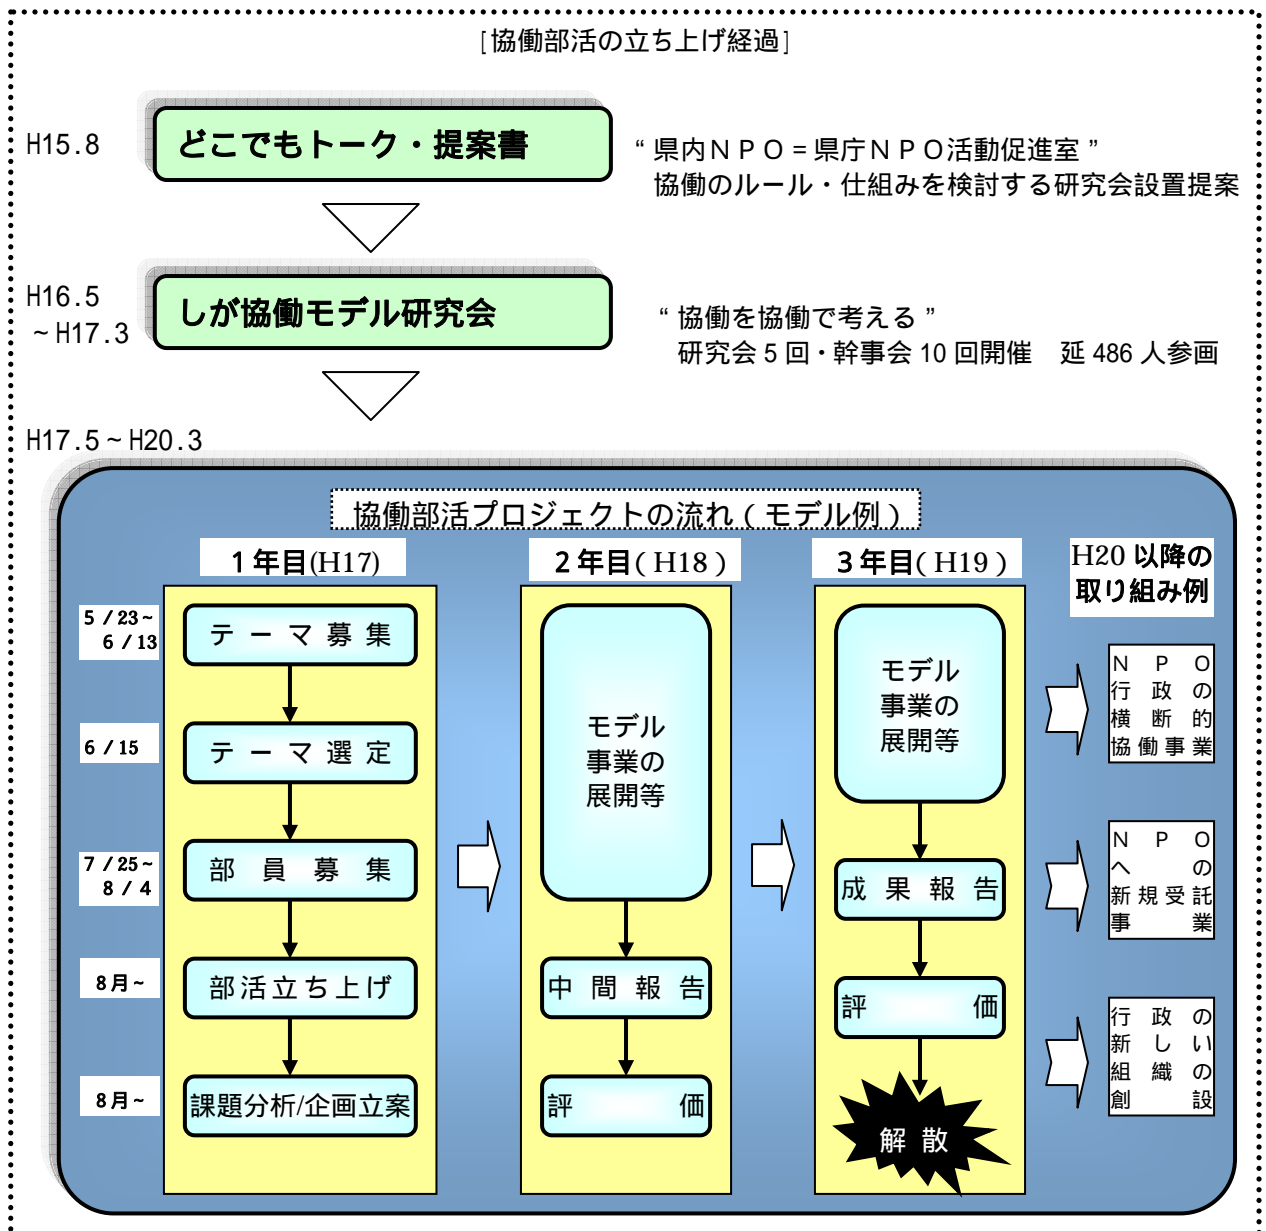 [協働部活の立ち上げ経過]
H15.8
どこでもトーク・提案書
“県内ＮＰＯ=県庁ＮＰＯ活動促進室”
協働のルール・仕組みを検討する研究会設置提案
H16.5
～H17.3
しが協働モデル研究会
“協働を協働で考える”
研究会5回・幹事会10回開催　延486人参画
H17.5～H20.3
協働部活プロジェクトの流れ（モデル例）
1年目(H17)
5／23～
6／13
テーマ募集
6／15
テーマ選定
7／25～
8／4
部員募集
8月～
部活立ち上げ
8月～
課題分析/企画立案
2年目(H18）
モデル
事業の
展開等
中間報告
評価
3年目(H19）
モデル
事業の
展開等
成果報告
評価
解散
H20以降の
取り組み例
ＮＰＯ
行政の
横断的
協働事業
ＮＰＯ
への
新規受託
事業
行政の
新しい
組織の
創設